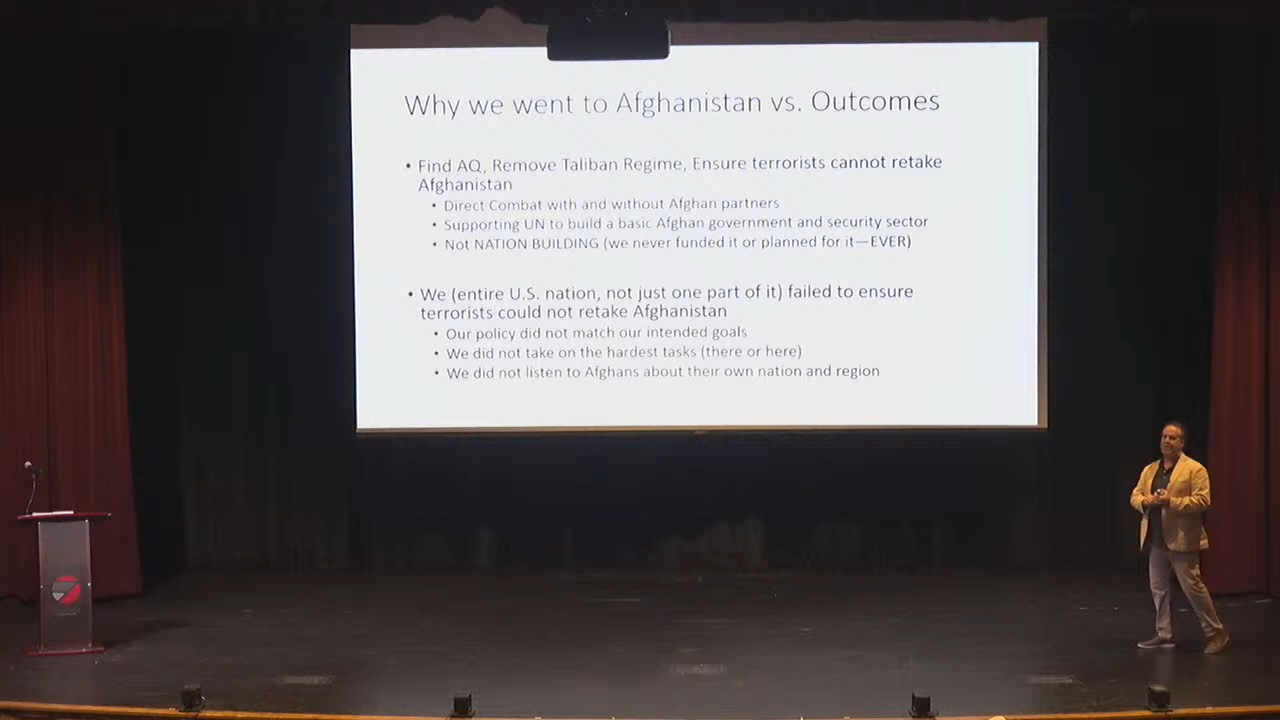 Why we went to Afghanistan vs. Outcomes
• Find AQ, Remove Taliban Regime, Ensure terrorists cannot retake
Afghanistan
• Direct Combat with and without Afghan partners
• Supporting UN to build a basic Afghan government and security sector
• Not NATION BUILDING (we never funded it or planned for it—EVER)
• We (entire U.S. nation, not just one part of it) failed to ensure
terrorists could not retake Afghanistan
• Our policy did not match our intended goals
• We did not take on the hardest tasks (there or here)
• We did not listen to Afghans about their own nation and region